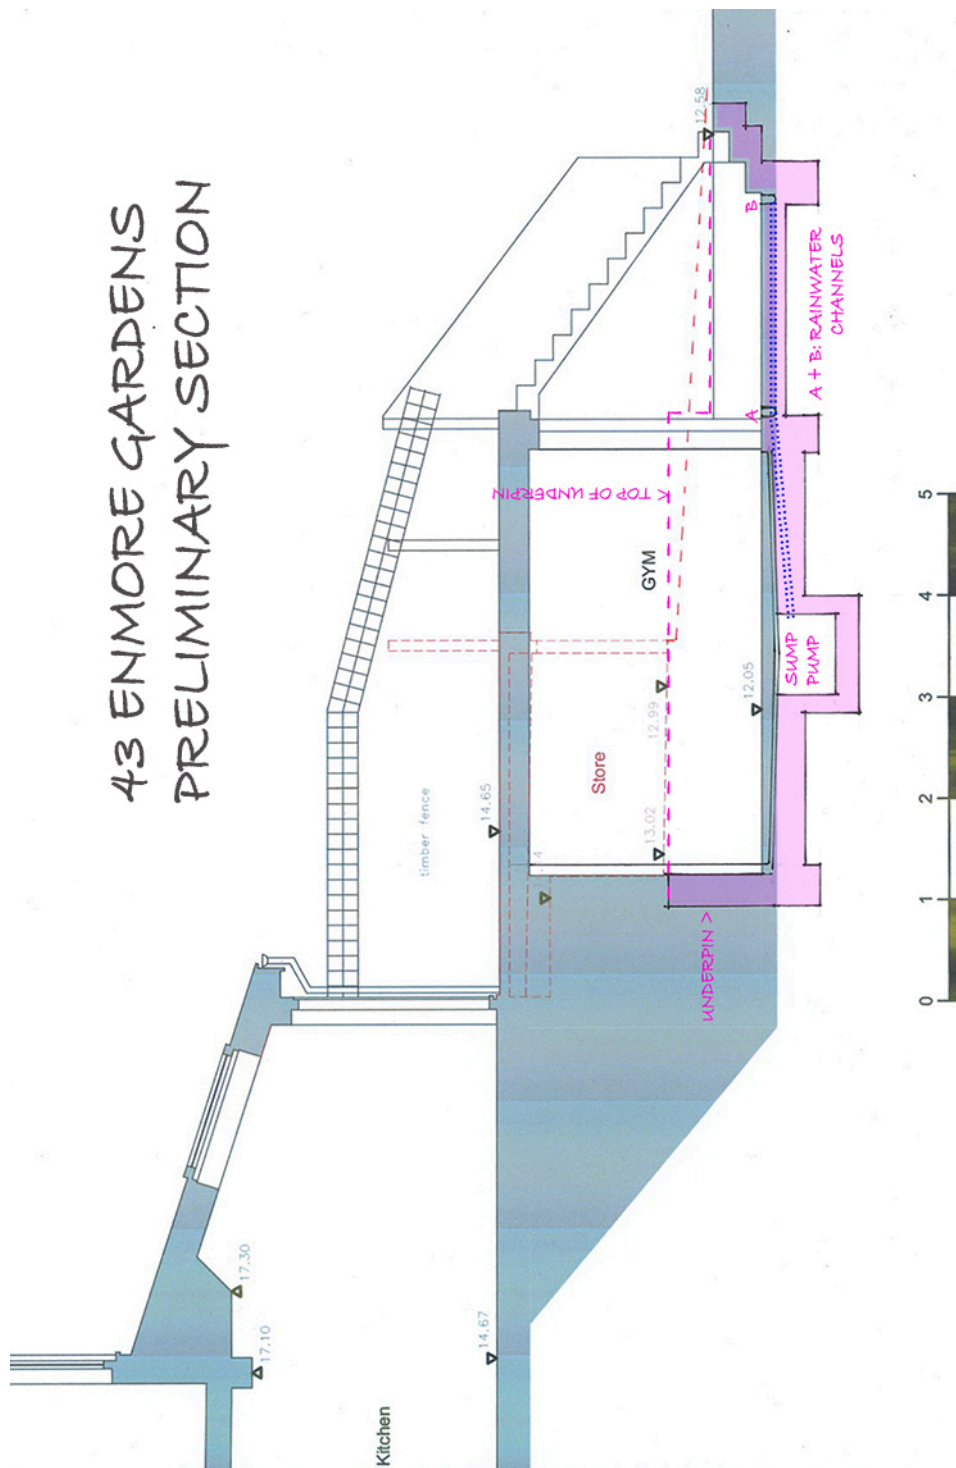 43 ENMORE GARDENS
PRELIMINARY SECTION
12.58
B
A
A + B: RAINWATER
CHANNELS
< TOP OF UNDERPIN
GYM
SUMP
PUMP
12.05
12.99
13.02
Store
14.65
timber fence
UNDERPIN >
17.30
17.10
14.67
Kitchen
0 1 2 3 4 5